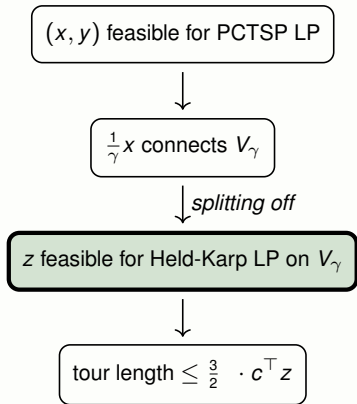 (x, y) feasible for PCTSP LP
1/γ x connects V_γ
splitting off
z feasible for Held-Karp LP on V_γ
tour length ≤ 3/2 · c^⊤ z